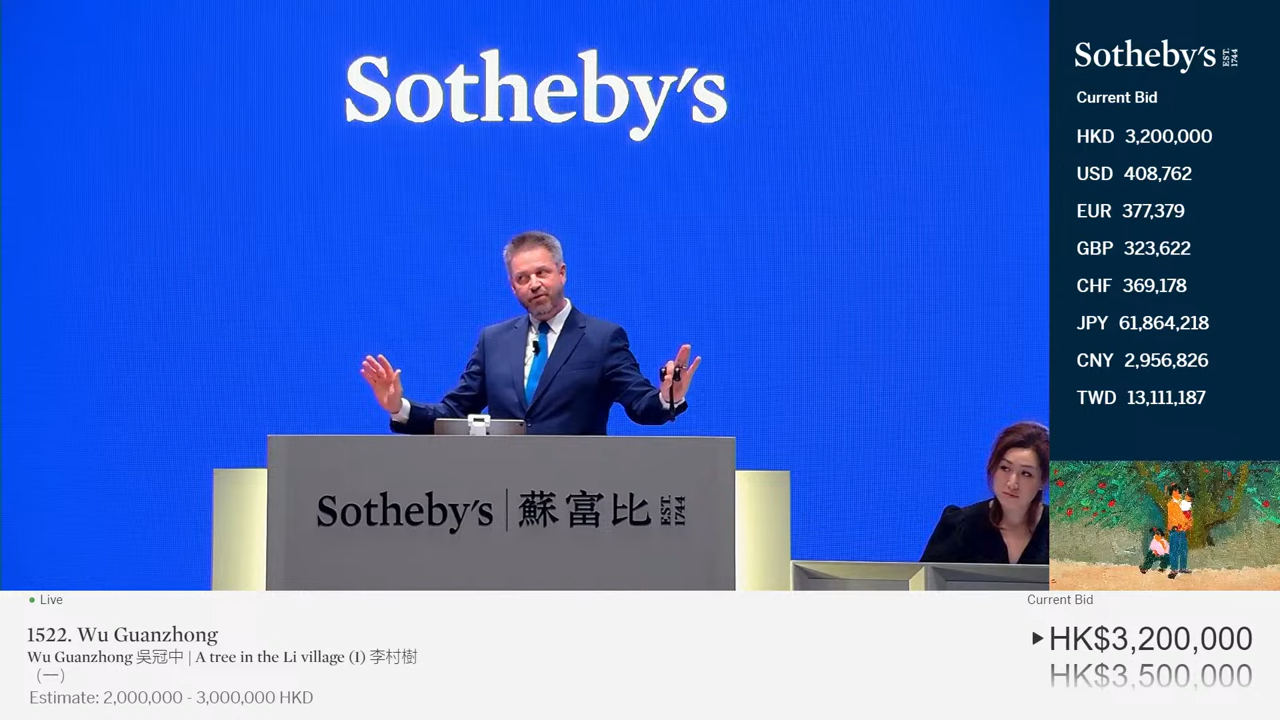 Sotheby's
Sotheby's EST. 1744
Current Bid
HKD 3,200,000
USD 408,762
EUR 377,379
GBP 323,622
CHF 369,178
JPY 61,864,218
CNY 2,956,826
TWD 13,111,187
Sotheby's | 蘇富比 EST. 1744
• Live
Current Bid
1522. Wu Guanzhong
Wu Guanzhong 吳冠中 | A tree in the Li village (I) 李村樹
（一）
Estimate: 2,000,000 - 3,000,000 HKD
HK$3,200,000
HK$3,500,000